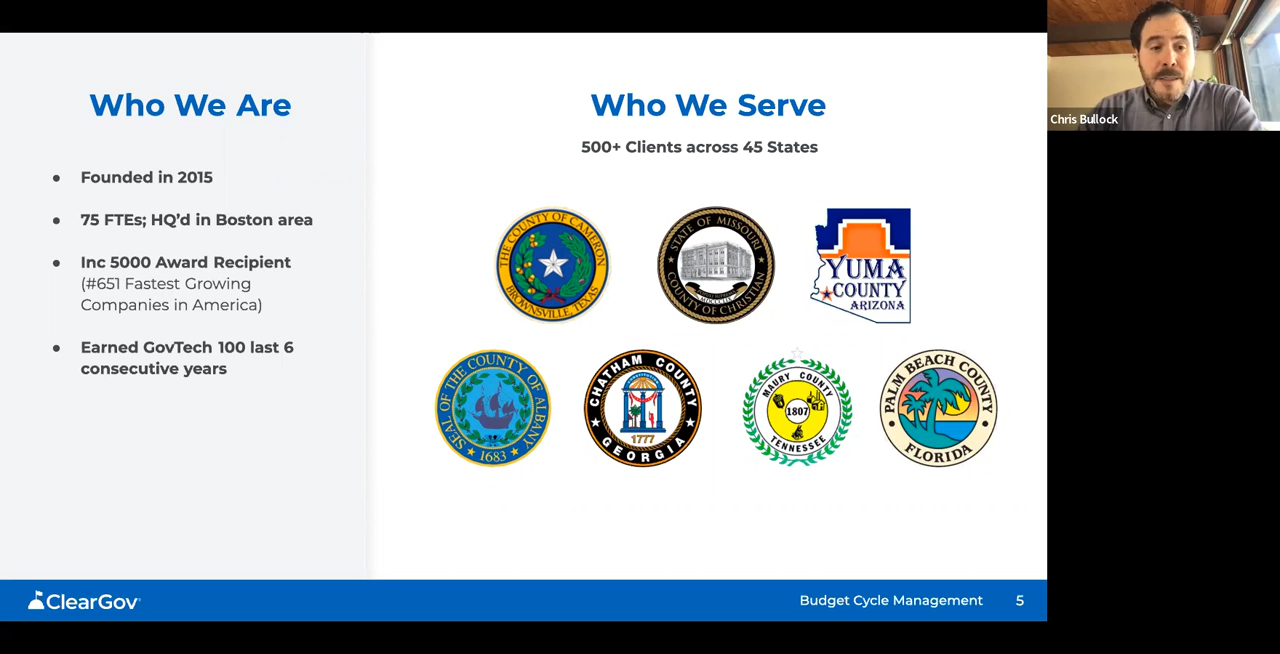 Who We Are
Founded in 2015
75 FTEs; HQ’d in Boston area
Inc 5000 Award Recipient
(#651 Fastest Growing
Companies in America)
Earned GovTech 100 last 6
consecutive years
Who We Serve
500+ Clients across 45 States
THE COUNTY OF CAMERON
BROWNSVILLE, TEXAS
STATE OF MISSOURI
COUNTY OF CHRISTIAN
YUMA
COUNTY
ARIZONA
SEAL OF THE COUNTY OF ALBANY
1683
CHATHAM COUNTY
1777
GEORGIA
MAURY COUNTY
1807
TENNESSEE
PALM BEACH COUNTY
FLORIDA
Chris Bullock
ClearGov
Budget Cycle Management
5